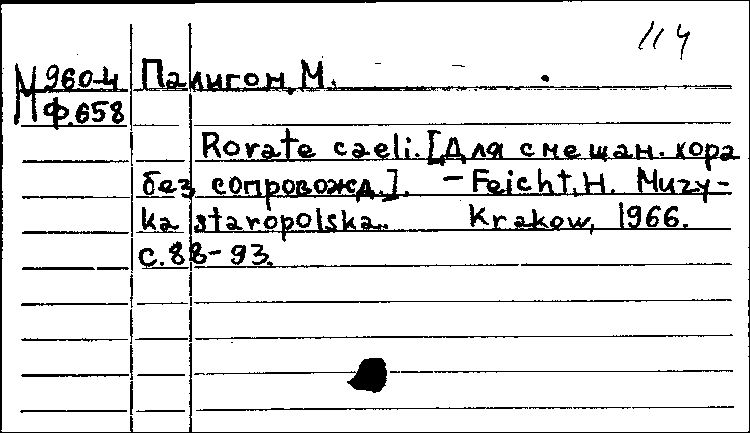 114
М 960-4 Палигон, М.
Ф.658
Rorate caeli. [Для смешан. хора
без сопровожд.]. – Feicht, H. Muzy-
ka staropolska. Krakow, 1966.
с. 88-93.